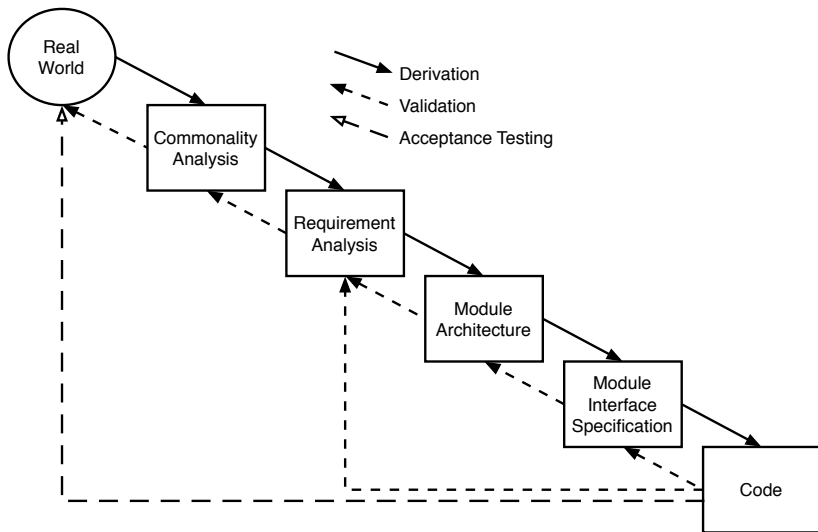 Real
World
Derivation
Validation
Acceptance Testing
Commonality
Analysis
Requirement
Analysis
Module
Architecture
Module
Interface
Specification
Code